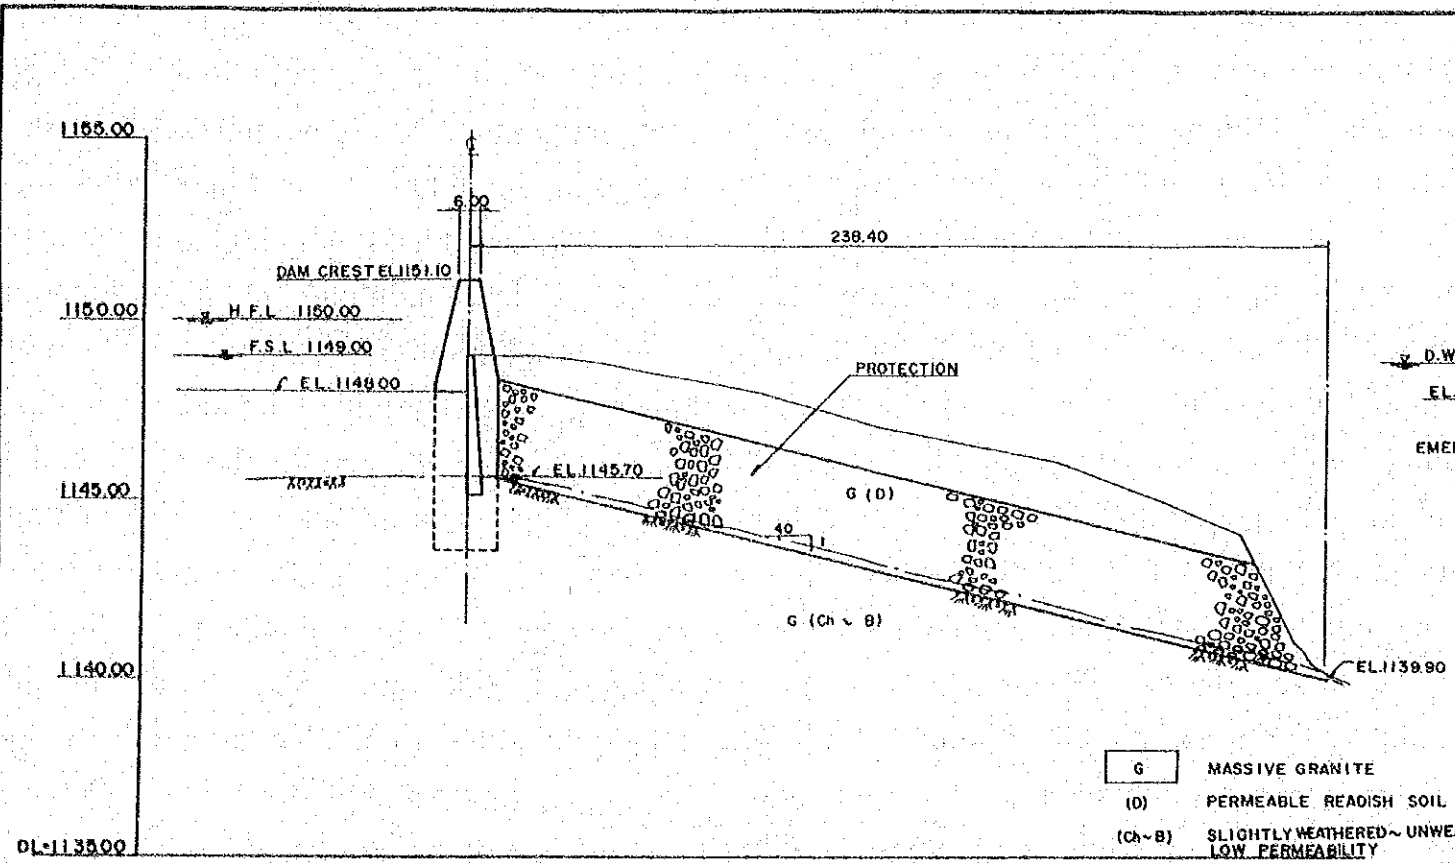 1155.00
℄
6.00
238.40
DAM CREST EL.1151.10
1150.00
H.F.L 1150.00
F.S.L 1149.00
D.W
EL. 1148.00
PROTECTION
EL.
EMER
EL.1145.70
1145.00
G (D)
40
1
G (Ch ~ B)
1140.00
EL.1139.90
G MASSIVE GRANITE
(D) PERMEABLE READISH SOIL
(Ch~B) SLIGHTLY WEATHERED~UNWE
LOW PERMEABILITY
DL=1135.00